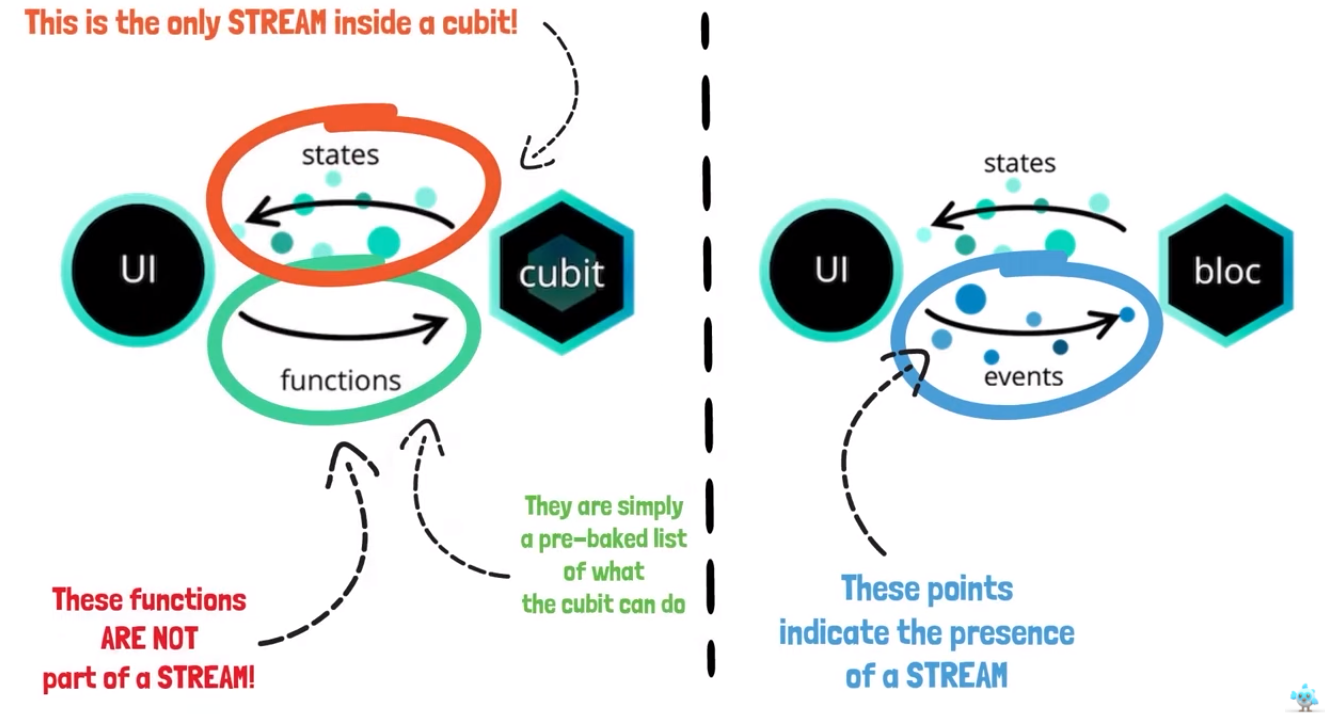 This is the only STREAM inside a cubit!
states
UI
cubit
functions
They are simply
a pre-baked list
of what
the cubit can do
These functions
ARE NOT
part of a STREAM!
states
UI
bloc
events
These points
indicate the presence
of a STREAM